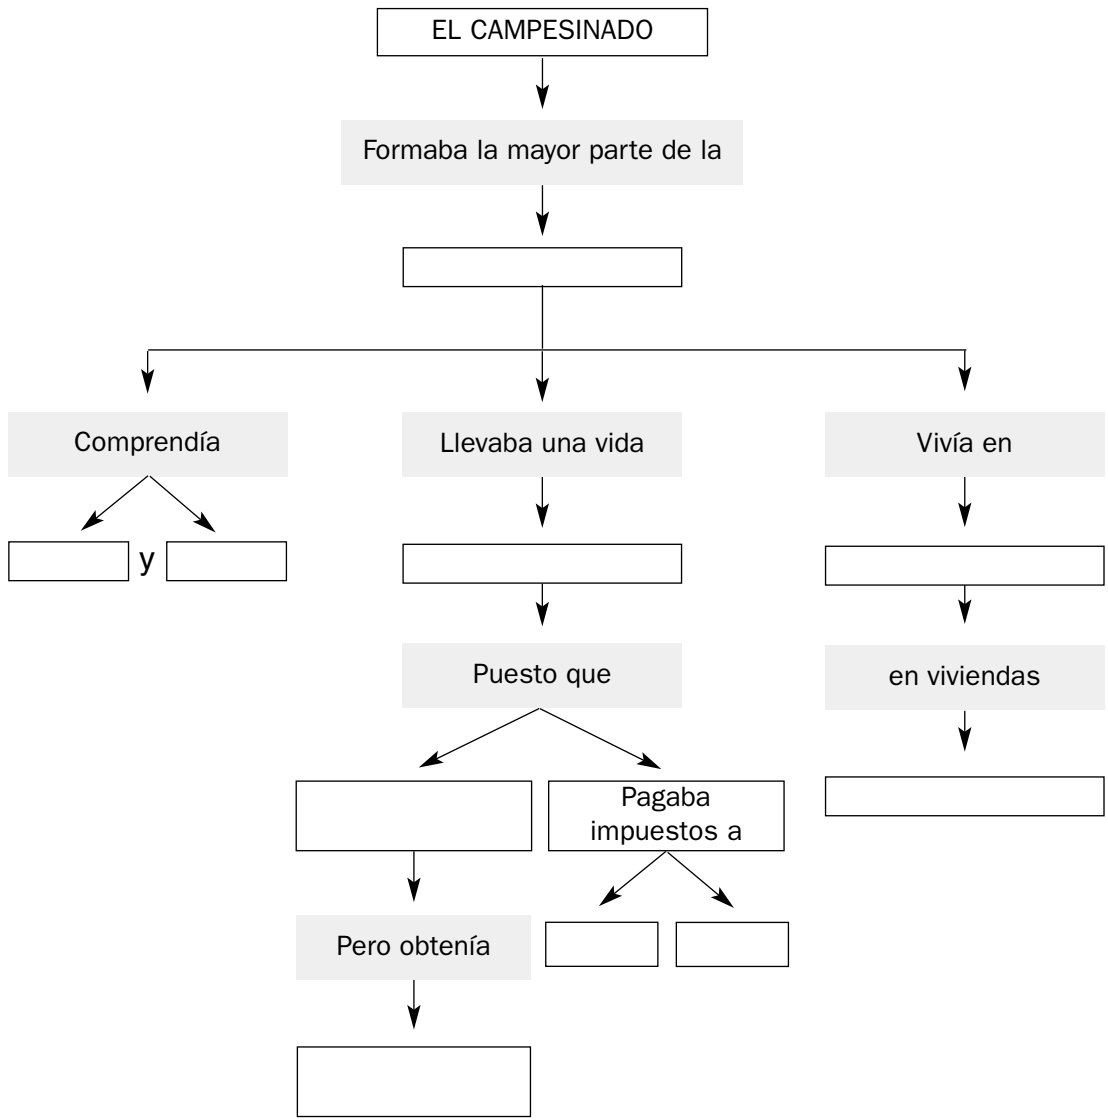 EL CAMPESINADO
Formaba la mayor parte de la
Comprendía
Llevaba una vida
Vivía en
y
Puesto que
en viviendas
Pagaba
impuestos a
Pero obtenía